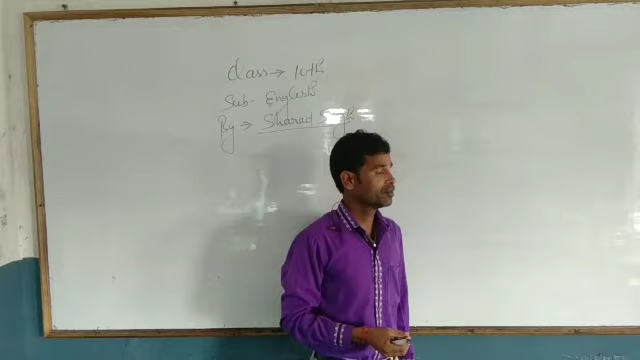 Class → 10th
Sub- English
By → Sharad